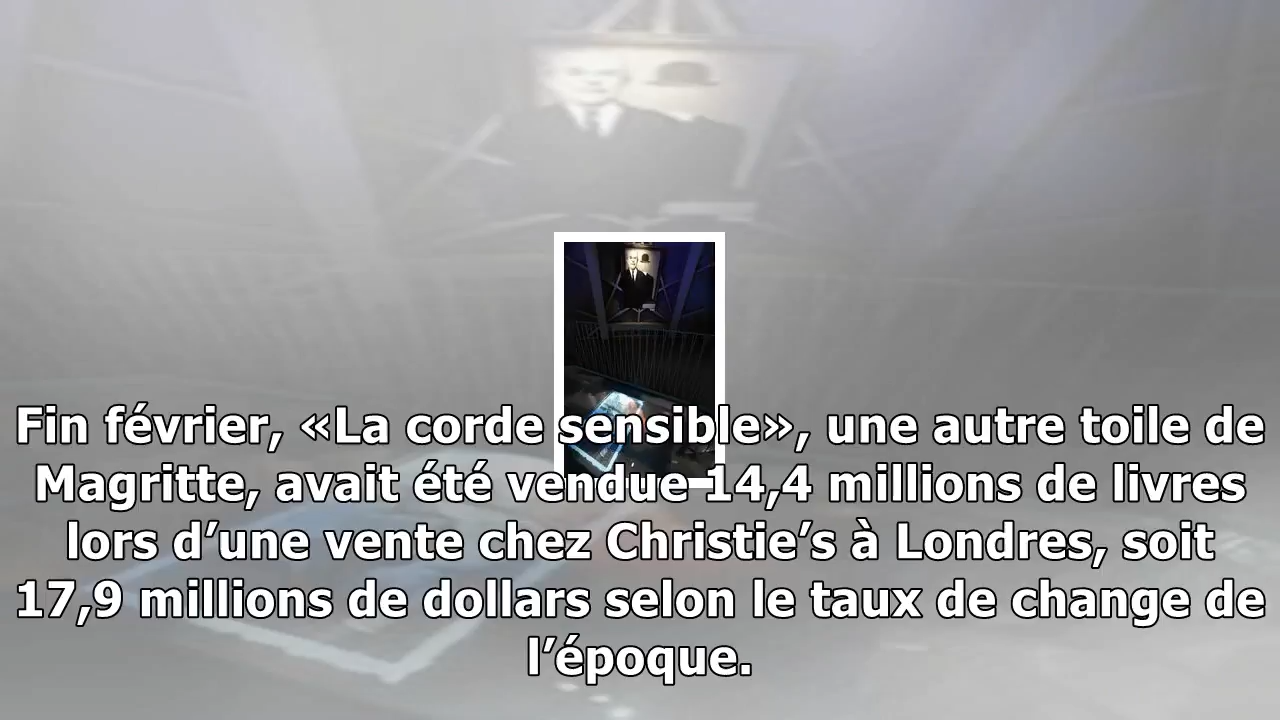 Fin février, «La corde sensible», une autre toile de
Magritte, avait été vendue 14,4 millions de livres
lors d’une vente chez Christie’s à Londres, soit
17,9 millions de dollars selon le taux de change de
l’époque.